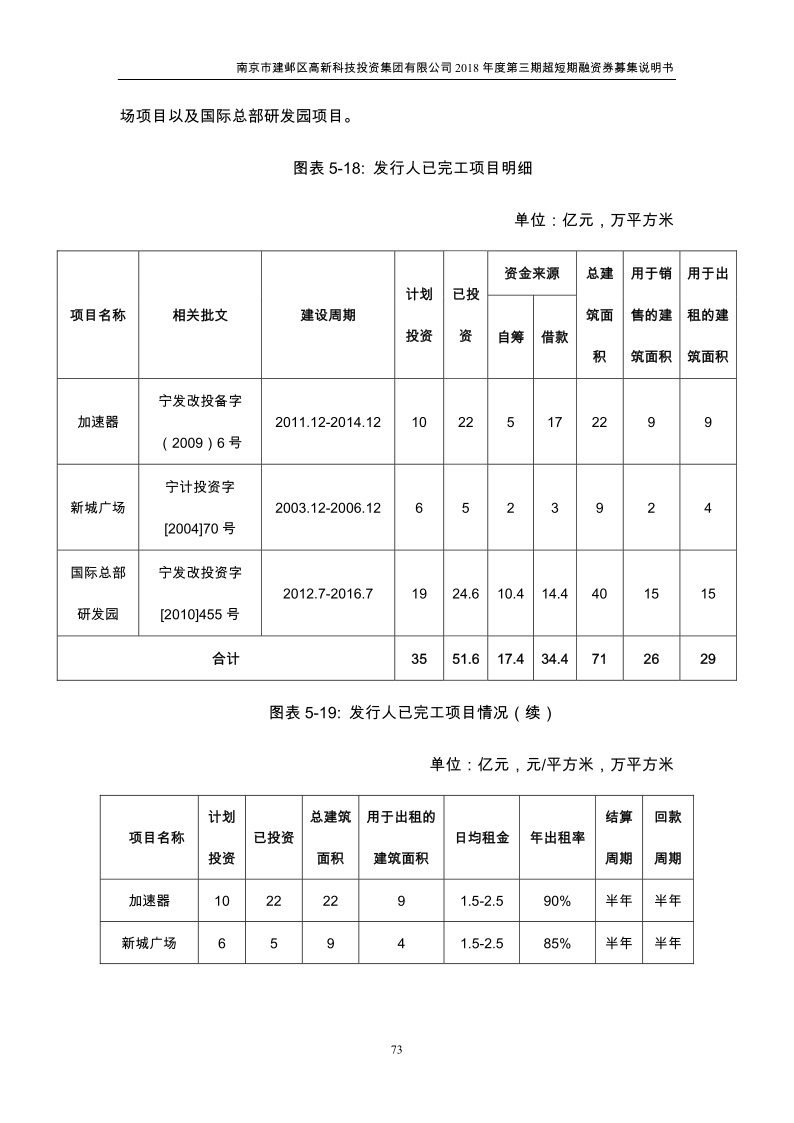 南京市建邺区高新科技投资集团有限公司 2018 年度第三期超短期融资券募集说明书
场项目以及国际总部研发园项目。
图表 5-18: 发行人已完工项目明细
单位：亿元，万平方米
项目名称 相关批文 建设周期 计划投资 已投资 资金来源 总建筑面积 用于销售的建筑面积 用于出租的建筑面积
自筹 借款
加速器 宁发改投备字（2009）6 号 2011.12-2014.12 10 22 5 17 22 9 9
新城广场 宁计投资字[2004]70 号 2003.12-2006.12 6 5 2 3 9 2 4
国际总部研发园 宁发改投资字[2010]455 号 2012.7-2016.7 19 24.6 10.4 14.4 40 15 15
合计 35 51.6 17.4 34.4 71 26 29
图表 5-19: 发行人已完工项目情况（续）
单位：亿元，元/平方米，万平方米
项目名称 计划投资 已投资 总建筑面积 用于出租的建筑面积 日均租金 年出租率 结算周期 回款周期
加速器 10 22 22 9 1.5-2.5 90% 半年 半年
新城广场 6 5 9 4 1.5-2.5 85% 半年 半年
73